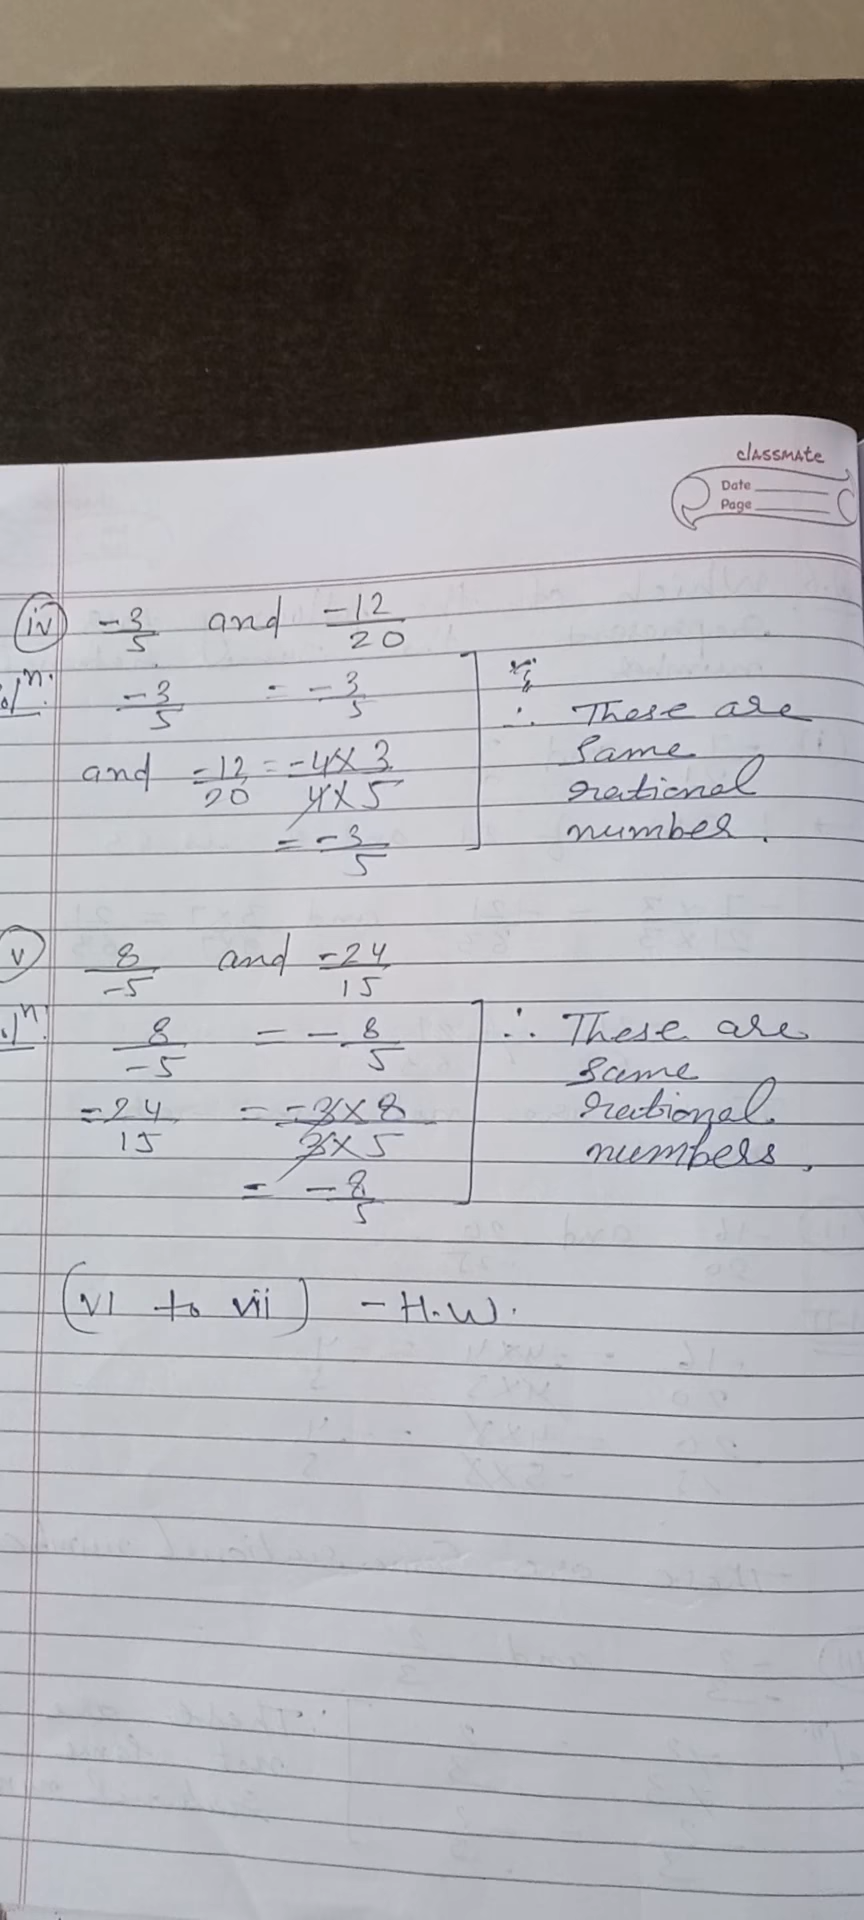 classmate
Date
Page
(iv) -3/5 and -12/20
ol^n: -3/5 = -3/5
and -12/20 = -4×3/4×5
= -3/5
∴ These are
same
rational
number.
(v) 8/-5 and -24/15
ol^n: 8/-5 = -8/5
-24/15 = -3×8/3×5
= -8/5
∴ These are
same
rational
numbers.
(vi to vii) - H.W.